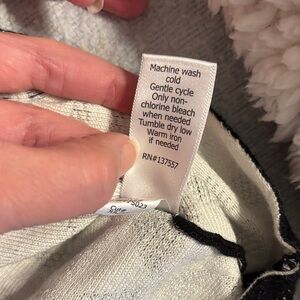 Machine wash
cold
Gentle cycle
Only non-
chlorine bleach
when needed
Tumble dry low
Warm iron
if needed
RN#137557